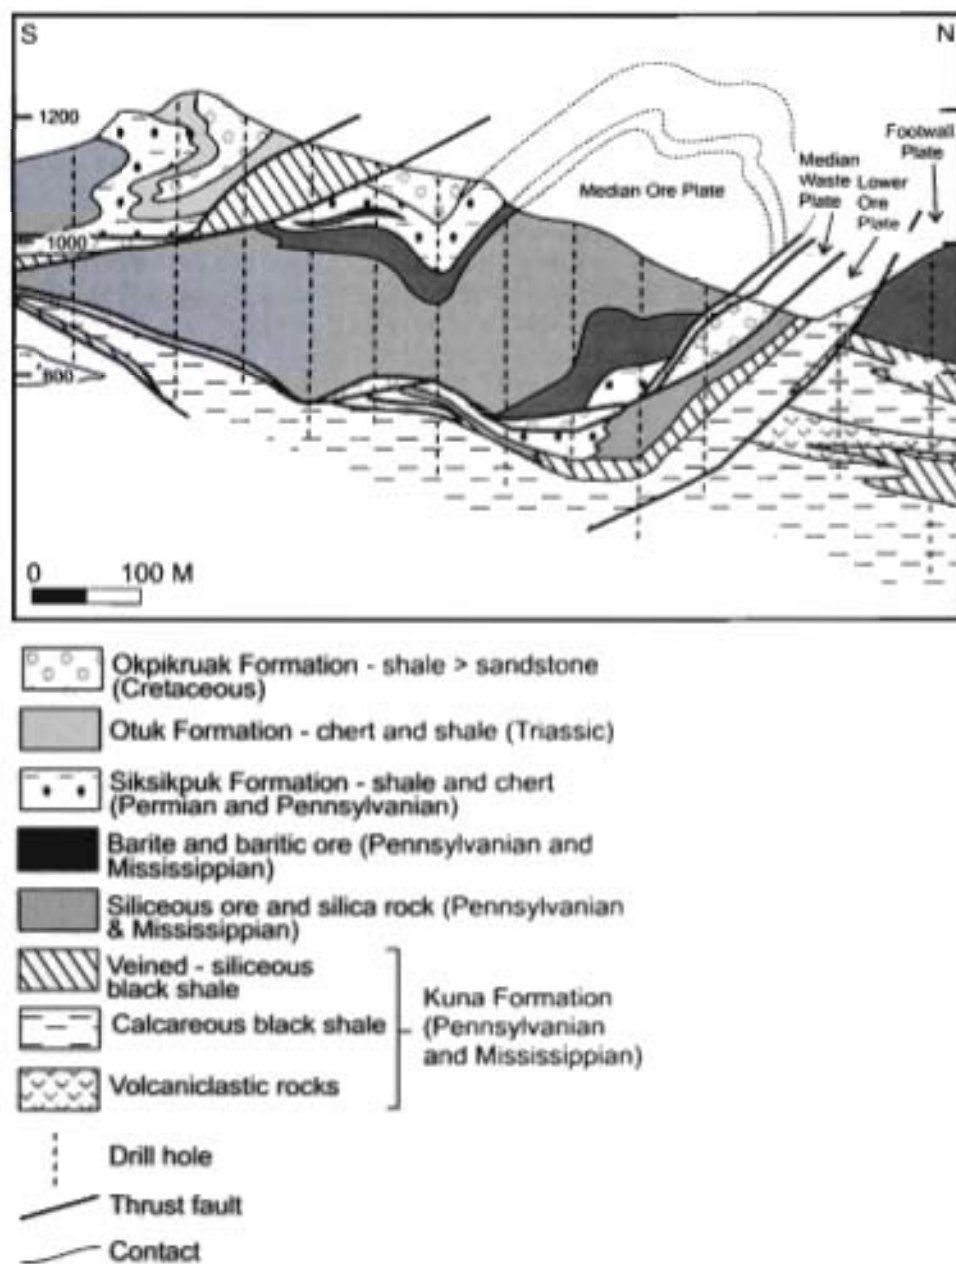 S
N
1200
1000
800
Median Ore Plate
Median
Waste
Plate
Lower
Ore
Plate
Footwall
Plate
0 100 M
Okpikruak Formation - shale > sandstone
(Cretaceous)
Otuk Formation - chert and shale (Triassic)
Siksikpuk Formation - shale and chert
(Permian and Pennsylvanian)
Barite and baritic ore (Pennsylvanian and
Mississippian)
Siliceous ore and silica rock (Pennsylvanian
& Mississippian)
Veined - siliceous
black shale
Calcareous black shale
Volcaniclastic rocks
Kuna Formation
(Pennsylvanian
and Mississippian)
Drill hole
Thrust fault
Contact